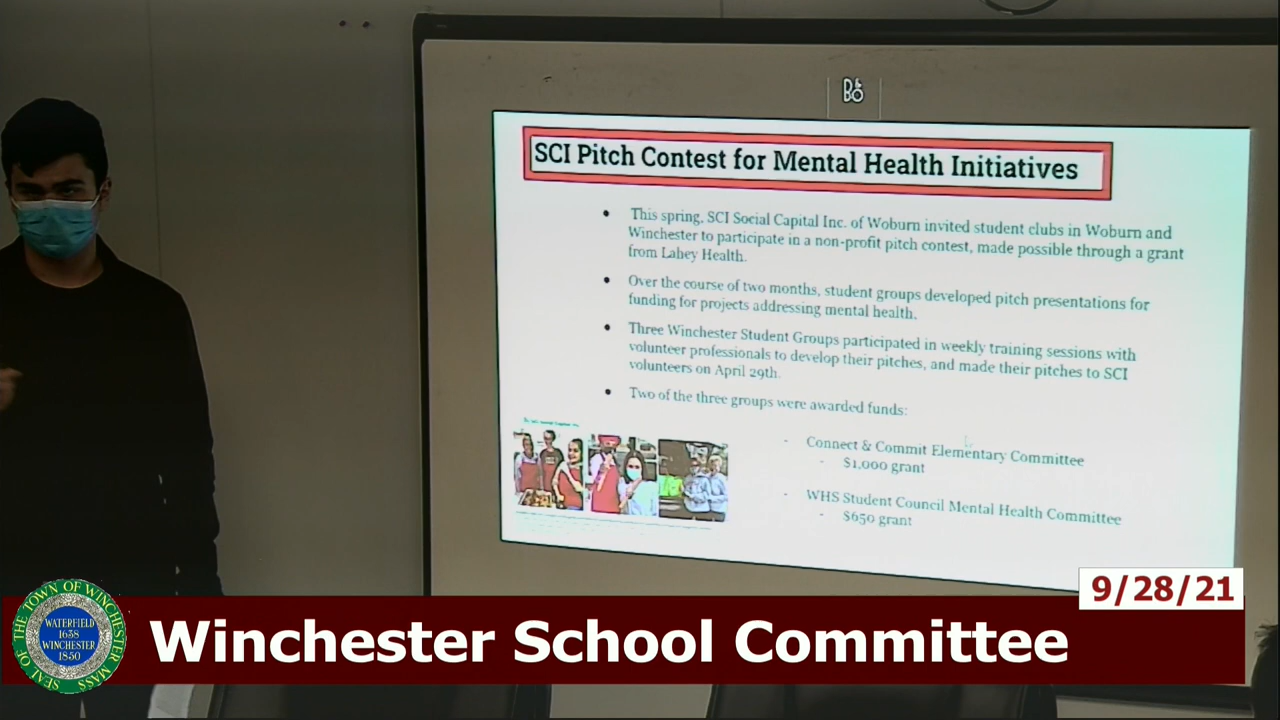 B&O
SCI Pitch Contest for Mental Health Initiatives
This spring, SCI Social Capital Inc. of Woburn invited student clubs in Woburn and
Winchester to participate in a non-profit pitch contest, made possible through a grant
from Lahey Health.
Over the course of two months, student groups developed pitch presentations for
funding for projects addressing mental health.
Three Winchester Student Groups participated in weekly training sessions with
volunteer professionals to develop their pitches, and made their pitches to SCI
volunteers on April 29th.
Two of the three groups were awarded funds:
- Connect & Commit Elementary Committee
- $1,000 grant
- WHS Student Council Mental Health Committee
- $650 grant
9/28/21
Winchester School Committee
SEAL OF THE TOWN OF WINCHESTER MASS
WATERFIELD
1638
WINCHESTER
1850